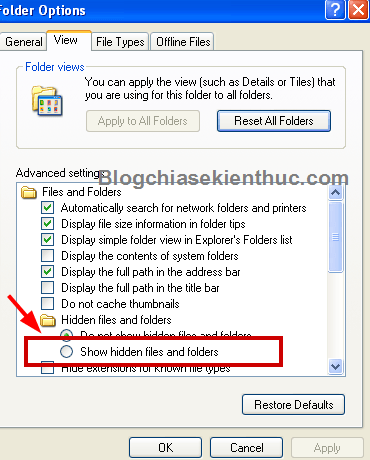 Folder Options
General
View
File Types
Offline Files
Folder views
You can apply the view (such as Details or Tiles) that
you are using for this folder to all folders.
Apply to All Folders
Reset All Folders
Advanced settings:
Blogchiasekienthuc.com
Files and Folders
Automatically search for network folders and printers
Display file size information in folder tips
Display simple folder view in Explorer's Folders list
Display the contents of system folders
Display the full path in the address bar
Display the full path in the title bar
Do not cache thumbnails
Hidden files and folders
Do not show hidden files and folders
Show hidden files and folders
Hide extensions for known file types
Restore Defaults
OK
Cancel
Apply